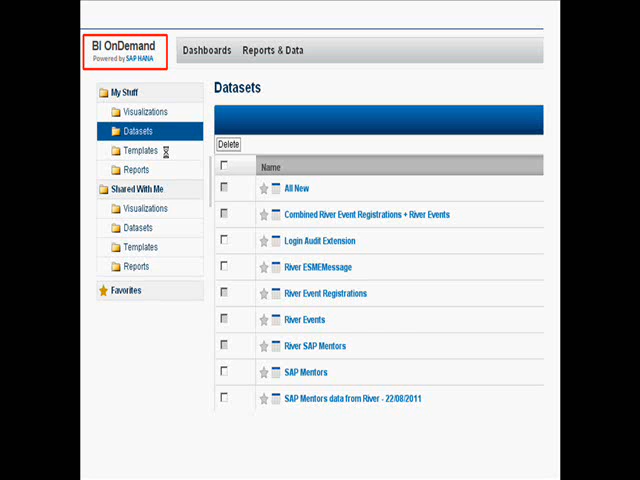 BI OnDemand
Powered by SAP HANA
Dashboards Reports & Data
My Stuff
Visualizations
Datasets
Templates
Reports
Shared With Me
Visualizations
Datasets
Templates
Reports
Favorites
Datasets
Delete
Name
All New
Combined River Event Registrations + River Events
Login Audit Extension
River ESMEMessage
River Event Registrations
River Events
River SAP Mentors
SAP Mentors
SAP Mentors data from River - 22/08/2011